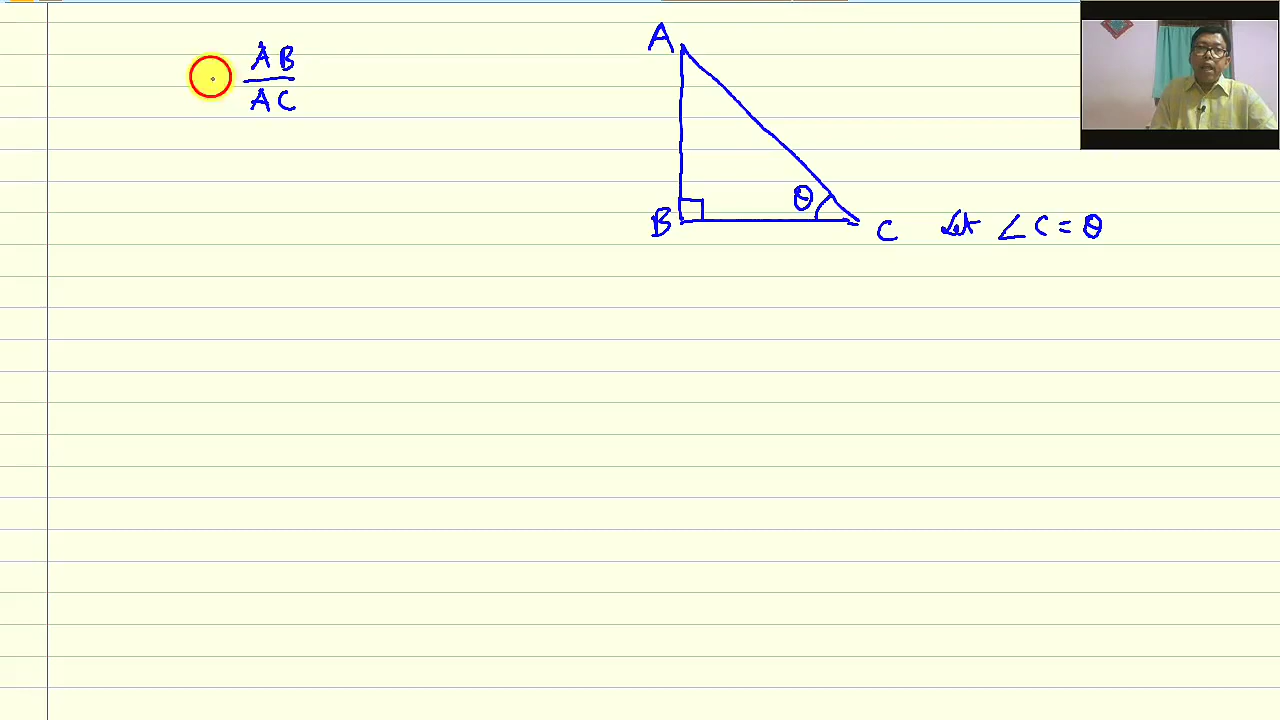 AB
AC
A
θ
B
C Let ∠C = θ